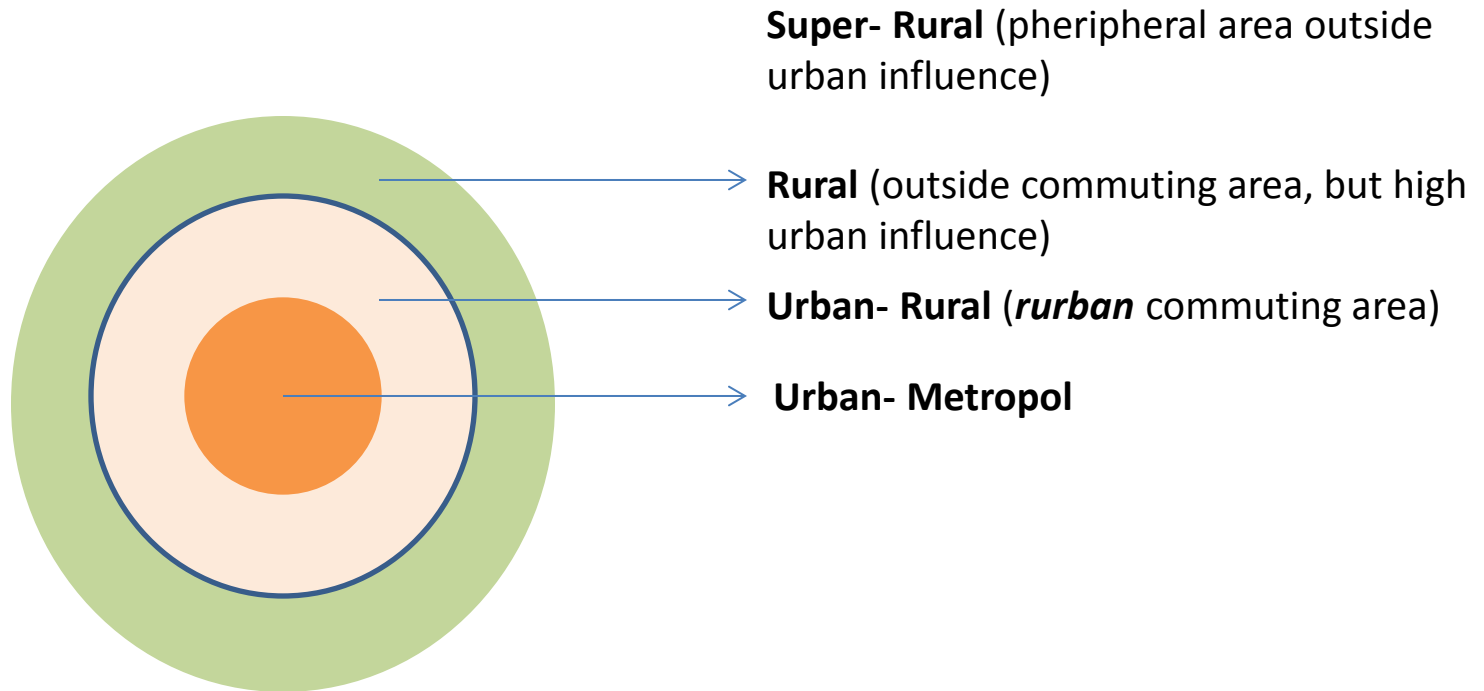 Super- Rural (pheripheral area outside
urban influence)
Rural (outside commuting area, but high
urban influence)
Urban- Rural (rurban commuting area)
Urban- Metropol